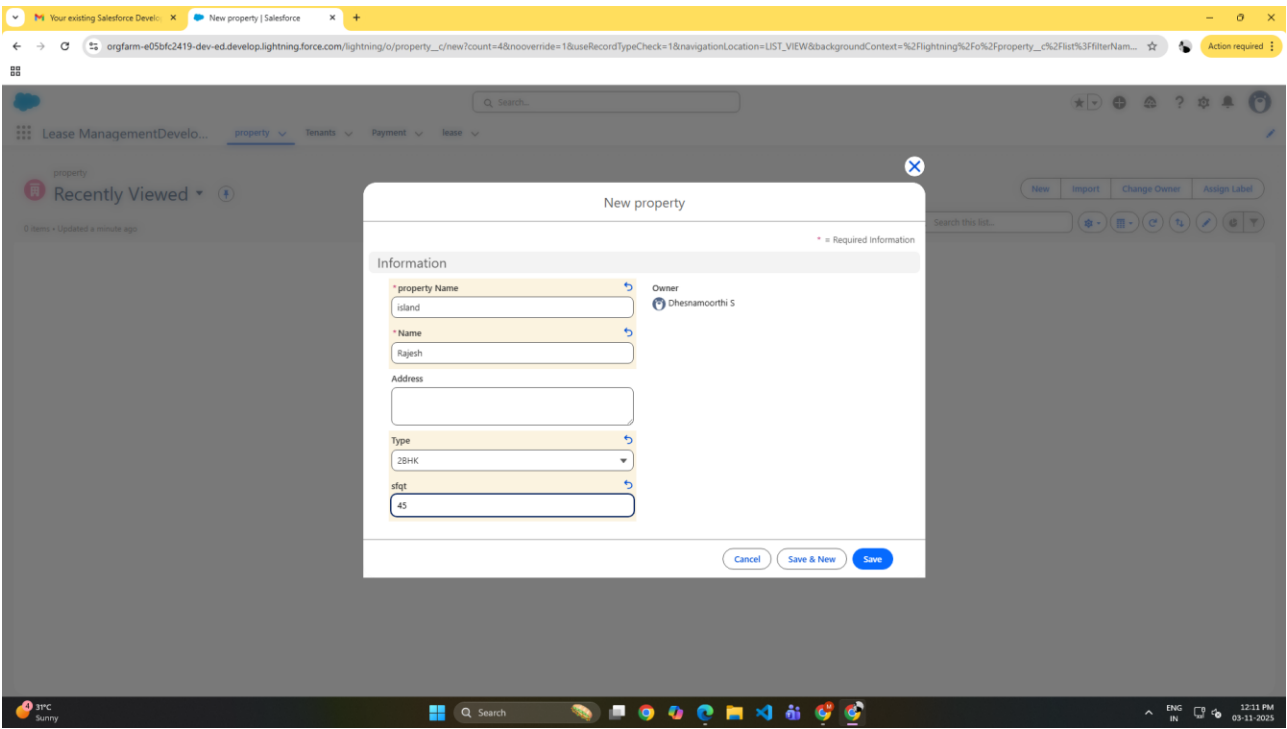 Your existing Salesforce Develo
New property | Salesforce
orgfarm-e05bfc2419-dev-ed.develop.lightning.force.com/lightning/o/property__c/new?count=4&nooverride=1&useRecordTypeCheck=1&navigationLocation=LIST_VIEW&backgroundContext=%2Flightning%2Fo%2Fproperty__c%2Flist%3FfilterNam...
Action required
Search...
Lease ManagementDevelo...
property
Tenants
Payment
lease
property
Recently Viewed
New
Import
Change Owner
Assign Label
0 items • Updated a minute ago
Search this list...
New property
* = Required Information
Information
*property Name
island
Owner
Dhesnamoorthi S
*Name
Rajesh
Address
Type
2BHK
sfqt
45
Cancel
Save & New
Save
4
31°C
Sunny
Search
ENG
IN
12:11 PM
03-11-2025